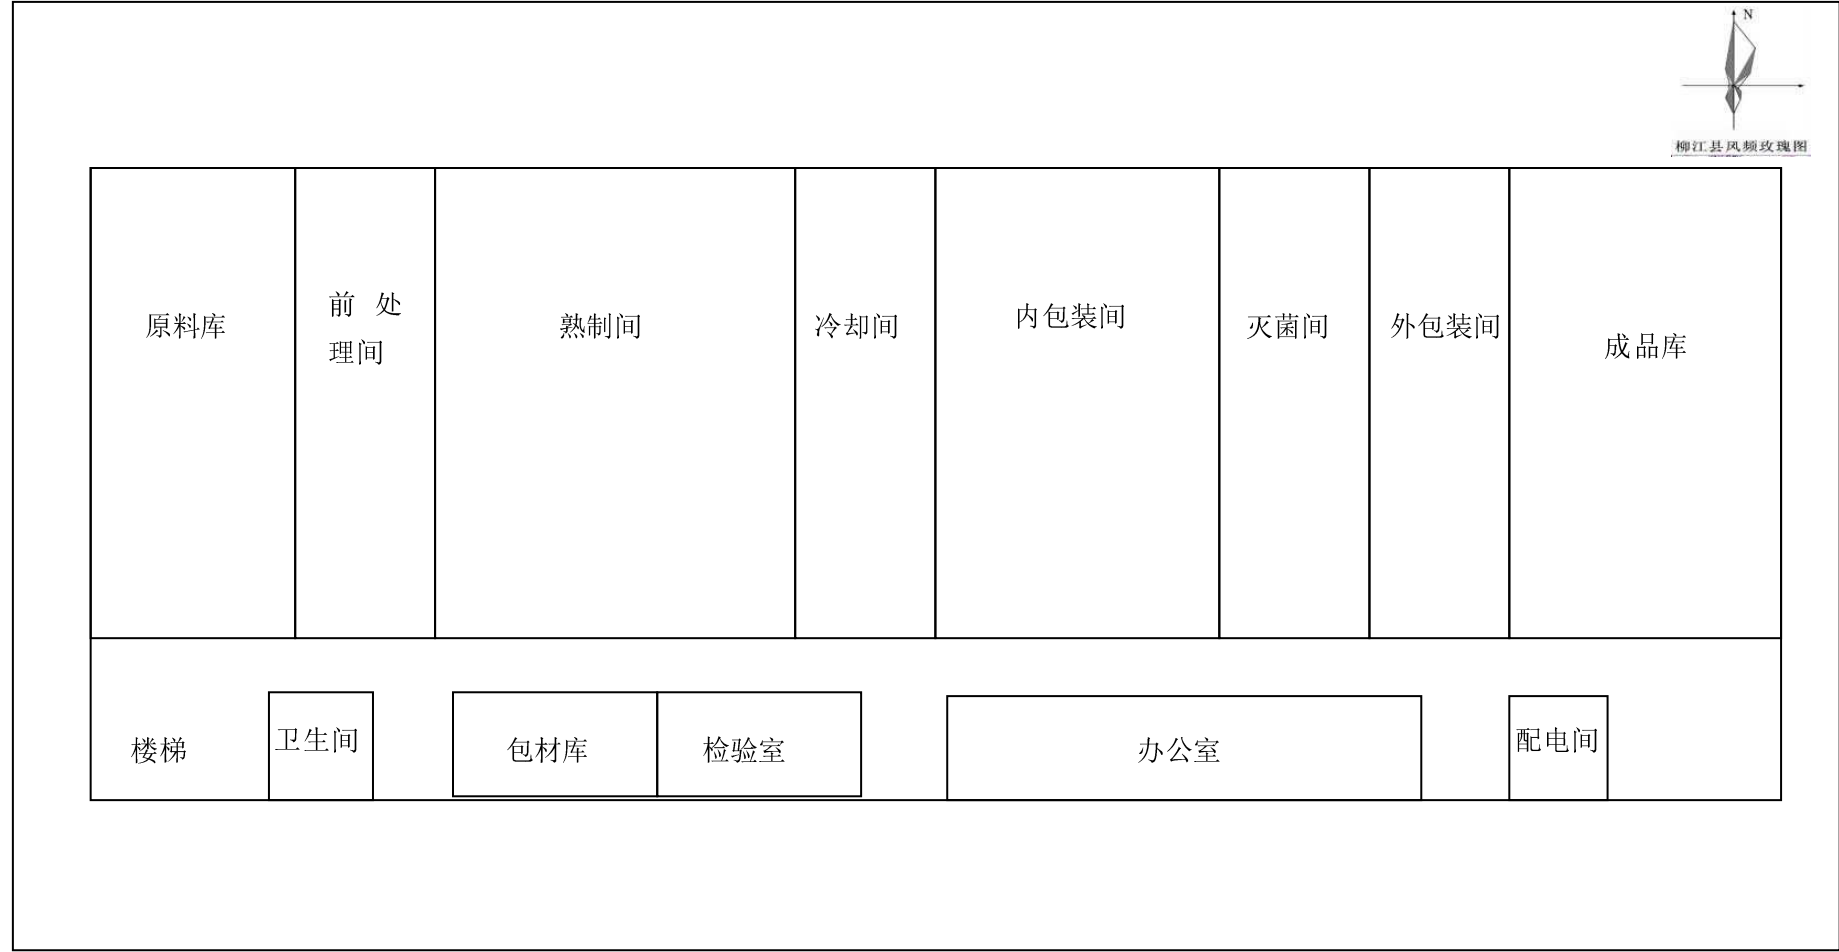 N
柳江县风频玫瑰图
原料库
前 处
理间
熟制间
冷却间
内包装间
灭菌间
外包装间
成品库
楼梯
卫生间
包材库
检验室
办公室
配电间